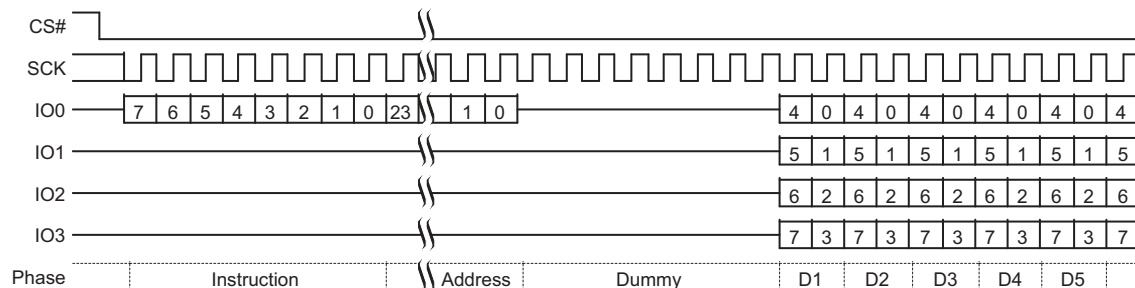 CS#
SCK
IO0 7 6 5 4 3 2 1 0 23 1 0 4 0 4 0 4 0 4 0 4 0 4
IO1 5 1 5 1 5 1 5 1 5 1 5
IO2 6 2 6 2 6 2 6 2 6 2 6
IO3 7 3 7 3 7 3 7 3 7 3 7
Phase Instruction Address Dummy D1 D2 D3 D4 D5